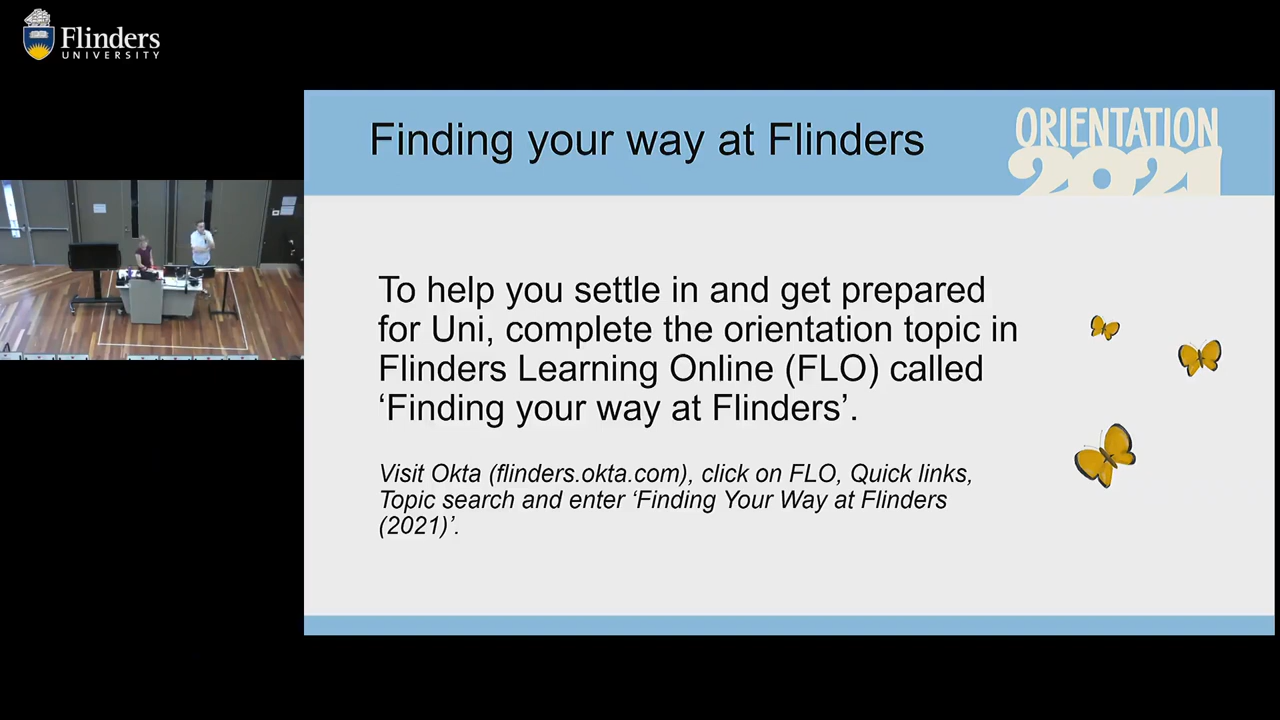 Flinders
UNIVERSITY
Finding your way at Flinders
ORIENTATION
2021
To help you settle in and get prepared
for Uni, complete the orientation topic in
Flinders Learning Online (FLO) called
‘Finding your way at Flinders’.
Visit Okta (flinders.okta.com), click on FLO, Quick links,
Topic search and enter ‘Finding Your Way at Flinders
(2021)’.